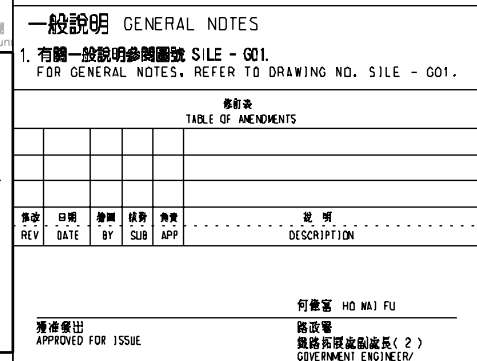 一般說明 GENERAL NOTES
1. 有關一般說明參閱圖號 SILE - G01.
FOR GENERAL NOTES, REFER TO DRAWING NO. SILE - G01.
修訂表
TABLE OF AMENDMENTS
修改 日期 繪圖 核對 負責 說 明
REV DATE BY SUB APP DESCRIPTION
何偉富 HO WAI FU
獲准發出 路政署
APPROVED FOR ISSUE 鐵路拓展處副處長( 2 )
GOVERNMENT ENGINEER/